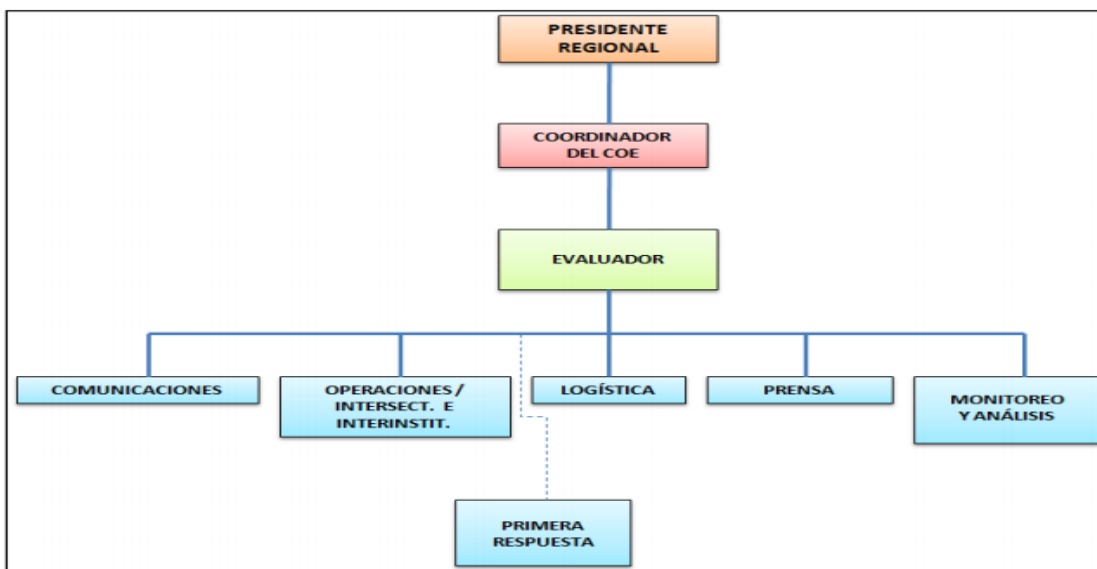 PRESIDENTE
REGIONAL
COORDINADOR
DEL COE
EVALUADOR
COMUNICACIONES
OPERACIONES /
INTERSECT. E
INTERINSTIT.
LOGÍSTICA
PRENSA
MONITOREO
Y ANÁLISIS
PRIMERA
RESPUESTA